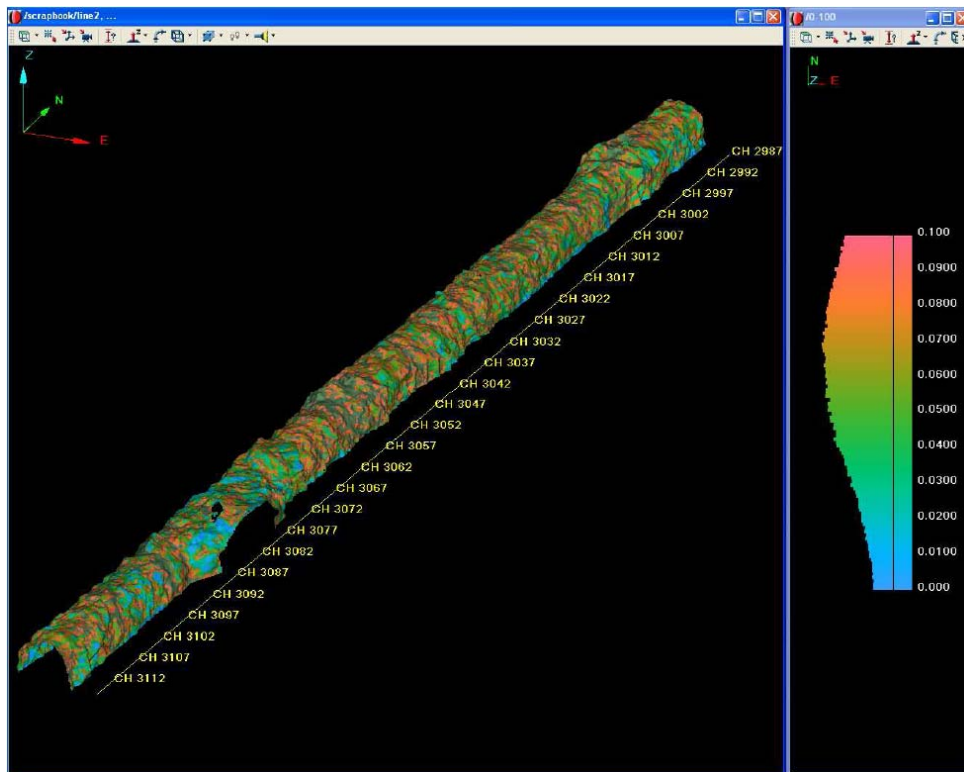 /scrapbook/line2, ...
/0-100
Z
N
E
N
Z E
CH 2987
CH 2992
CH 2997
CH 3002
CH 3007
CH 3012
CH 3017
CH 3022
CH 3027
CH 3032
CH 3037
CH 3042
CH 3047
CH 3052
CH 3057
CH 3062
CH 3067
CH 3072
CH 3077
CH 3082
CH 3087
CH 3092
CH 3097
CH 3102
CH 3107
CH 3112
0.100
0.0900
0.0800
0.0700
0.0600
0.0500
0.0400
0.0300
0.0200
0.0100
0.000